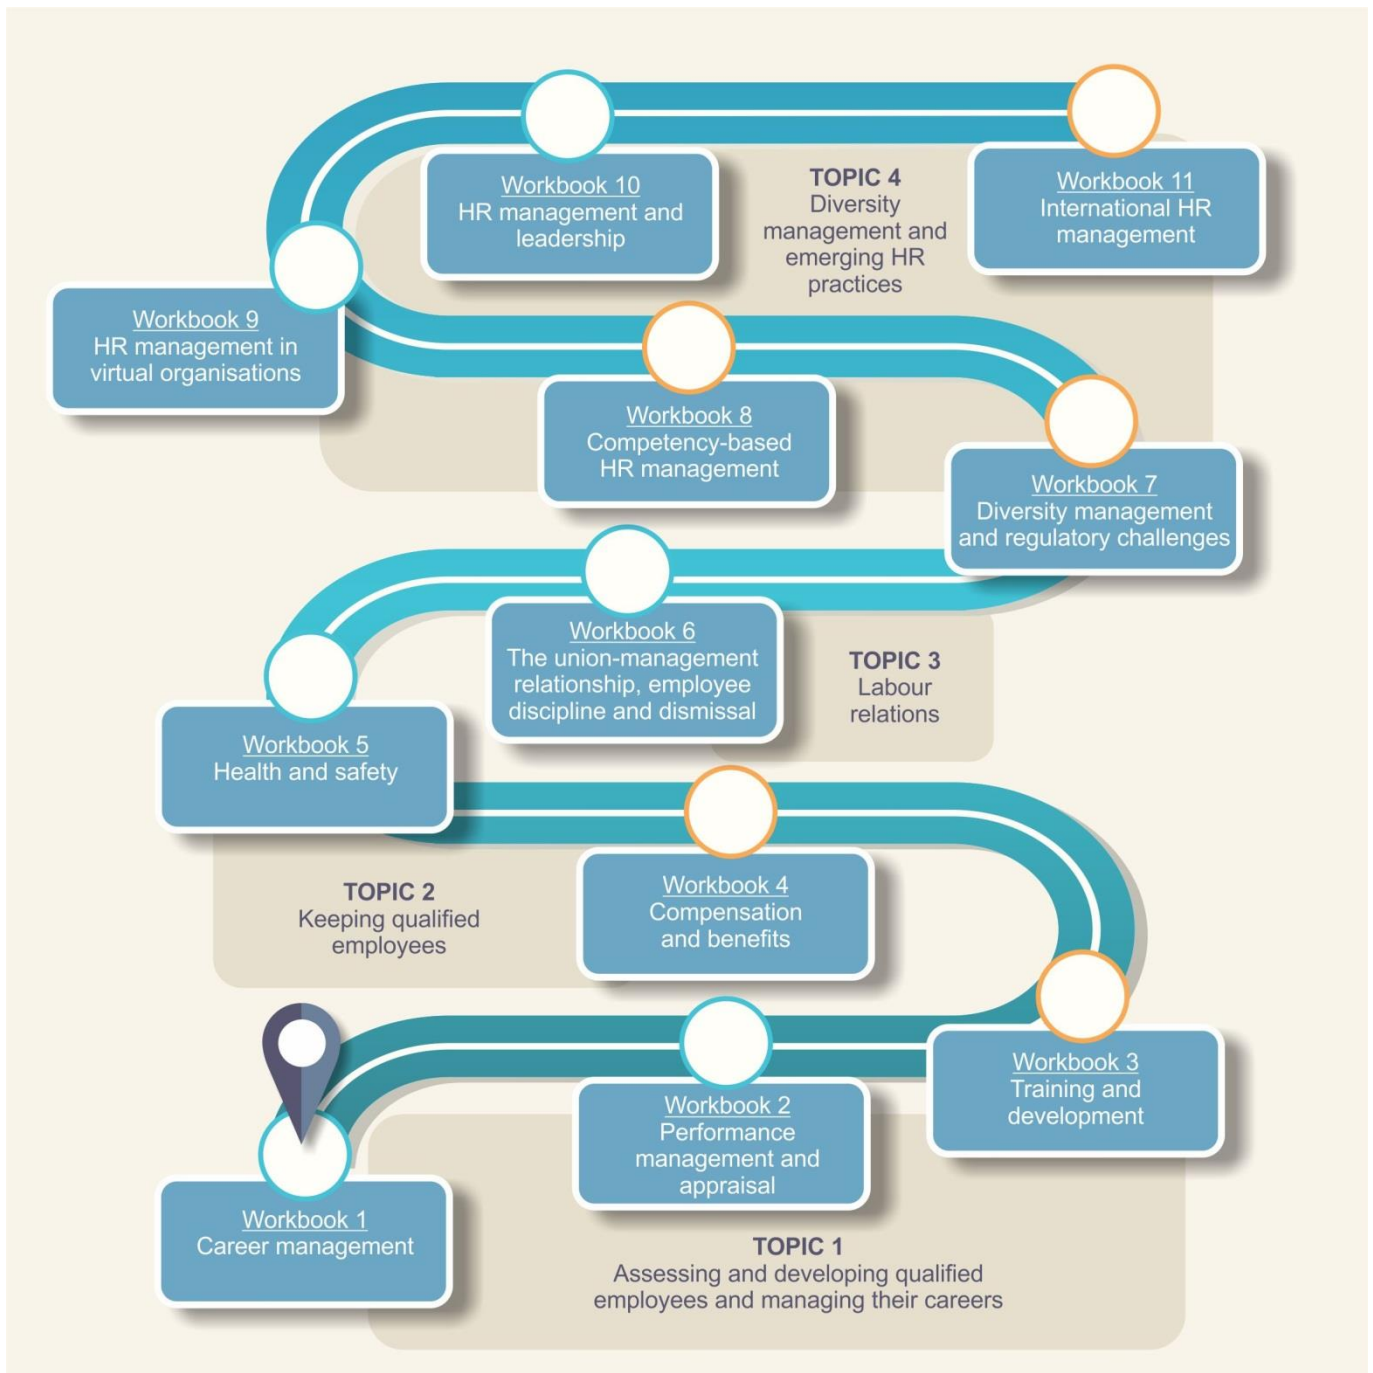 Workbook 10
HR management and
leadership
TOPIC 4
Diversity
management and
emerging HR
practices
Workbook 11
International HR
management
Workbook 9
HR management in
virtual organisations
Workbook 8
Competency-based
HR management
Workbook 7
Diversity management
and regulatory challenges
Workbook 6
The union-management
relationship, employee
discipline and dismissal
TOPIC 3
Labour
relations
Workbook 5
Health and safety
TOPIC 2
Keeping qualified
employees
Workbook 4
Compensation
and benefits
Workbook 3
Training and
development
Workbook 2
Performance
management and
appraisal
Workbook 1
Career management
TOPIC 1
Assessing and developing qualified
employees and managing their careers